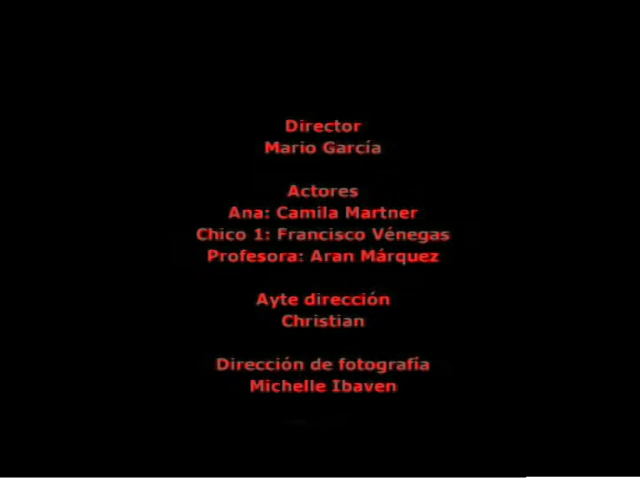 Director
Mario García
Actores
Ana: Camila Martner
Chico 1: Francisco Vénegas
Profesora: Aran Márquez
Ayte dirección
Christian
Dirección de fotografía
Michelle Ibaven